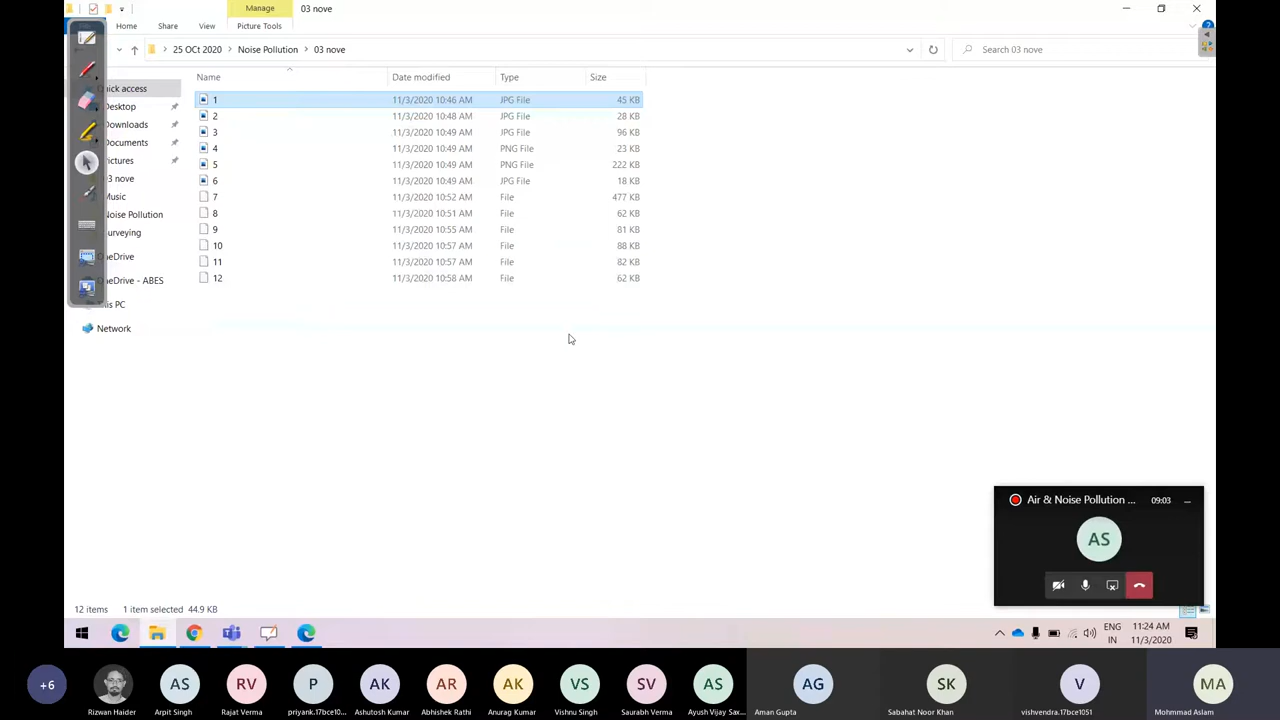 Manage 03 nove
Home Share View Picture Tools
25 OCt 2020 Noise Pollution 03 nove Search 03 nove
Name Date modified Type Size
1 11/3/2020 10:46 AM JPG File 45 KB
2 11/3/2020 10:48 AM JPG File 28 KB
3 11/3/2020 10:49 AM JPG File 96 KB
4 11/3/2020 10:49 AM PNG File 23 KB
5 11/3/2020 10:49 AM PNG File 222 KB
6 11/3/2020 10:49 AM JPG File 18 KB
7 11/3/2020 10:52 AM File 477 KB
8 11/3/2020 10:51 AM File 62 KB
9 11/3/2020 10:55 AM File 81 KB
10 11/3/2020 10:57 AM File 88 KB
11 11/3/2020 10:57 AM File 82 KB
12 11/3/2020 10:58 AM File 62 KB
uick access
Desktop
Downloads
Documents
ictures
3 nove
Music
Noise Pollution
urveying
neDrive
neDrive - ABES
his PC
Network
Air & Noise Pollution ... 09:03
AS
12 items 1 item selected 44.9 KB
ENG
IN
11:24 AM
11/3/2020
+6 AS RV P AK AR AK VS SV AS AG SK V MA
Rizwan Haider Arpit Singh Rajat Verma priyank.17bce10... Ashutosh Kumar Abhishek Rathi Anurag Kumar Vishnu Singh Saurabh Verma Ayush Vijay Sax... Aman Gupta Sabahat Noor Khan vishvendra.17bce1051 Mohmmad Aslam